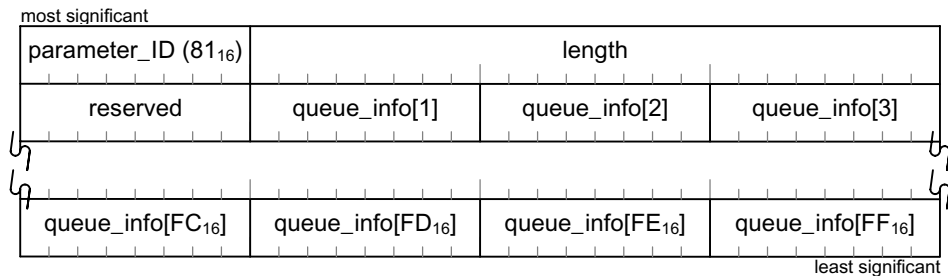 most significant
parameter_ID (81₁₆) length
reserved queue_info[1] queue_info[2] queue_info[3]
queue_info[FC₁₆] queue_info[FD₁₆] queue_info[FE₁₆] queue_info[FF₁₆]
least significant